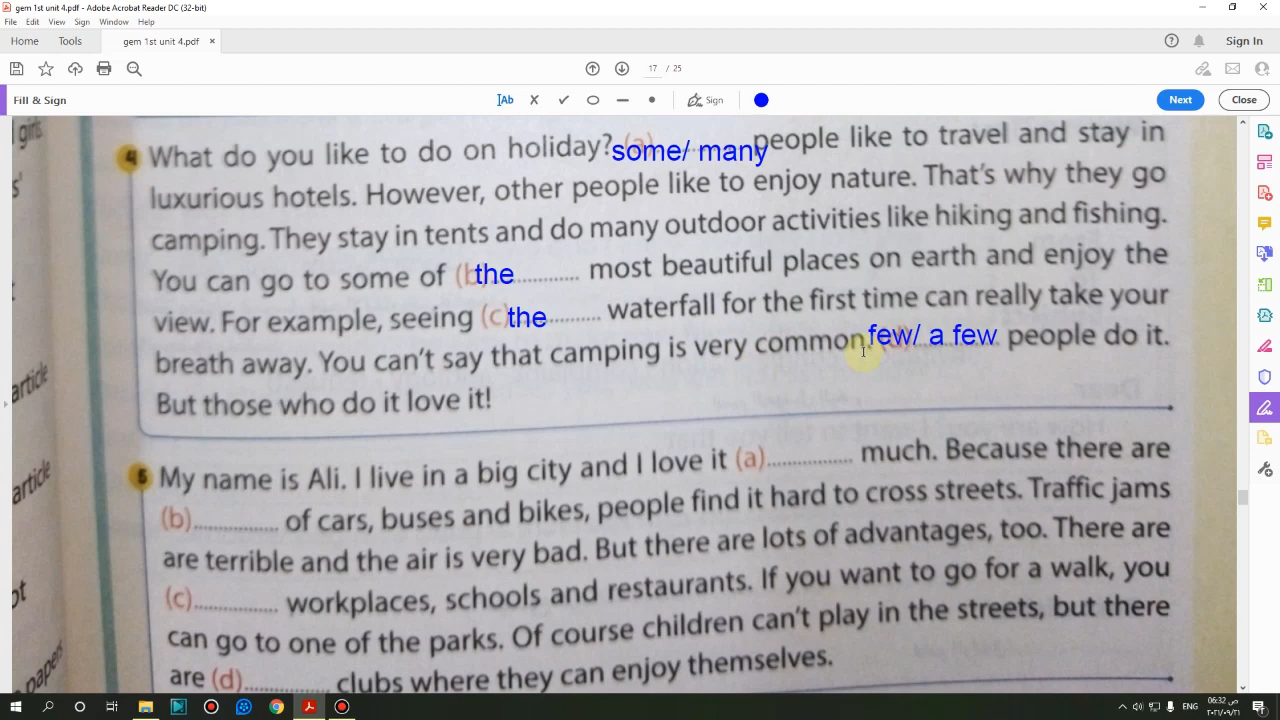 gem 1st unit 4.pdf - Adobe Acrobat Reader DC (32-bit)
File Edit View Sign Window Help
Home Tools gem 1st unit 4.pdf × Sign In
17 / 25
Fill & Sign Ab Sign Next Close
girls
4 What do you like to do on holiday? (a) some/ many people like to travel and stay in
luxurious hotels. However, other people like to enjoy nature. That's why they go
camping. They stay in tents and do many outdoor activities like hiking and fishing.
You can go to some of (b) the ............ most beautiful places on earth and enjoy the
view. For example, seeing (c) the ............ waterfall for the first time can really take your
breath away. You can't say that camping is very common. (d) few/ a few ............ people do it.
But those who do it love it!
article
article
5 My name is Ali. I live in a big city and I love it (a)................ much. Because there are
(b)................ of cars, buses and bikes, people find it hard to cross streets. Traffic jams
are terrible and the air is very bad. But there are lots of advantages, too. There are
(c)................ workplaces, schools and restaurants. If you want to go for a walk, you
can go to one of the parks. Of course children can't play in the streets, but there
are (d)................ clubs where they can enjoy themselves.
papers
ENG 06:32 ص